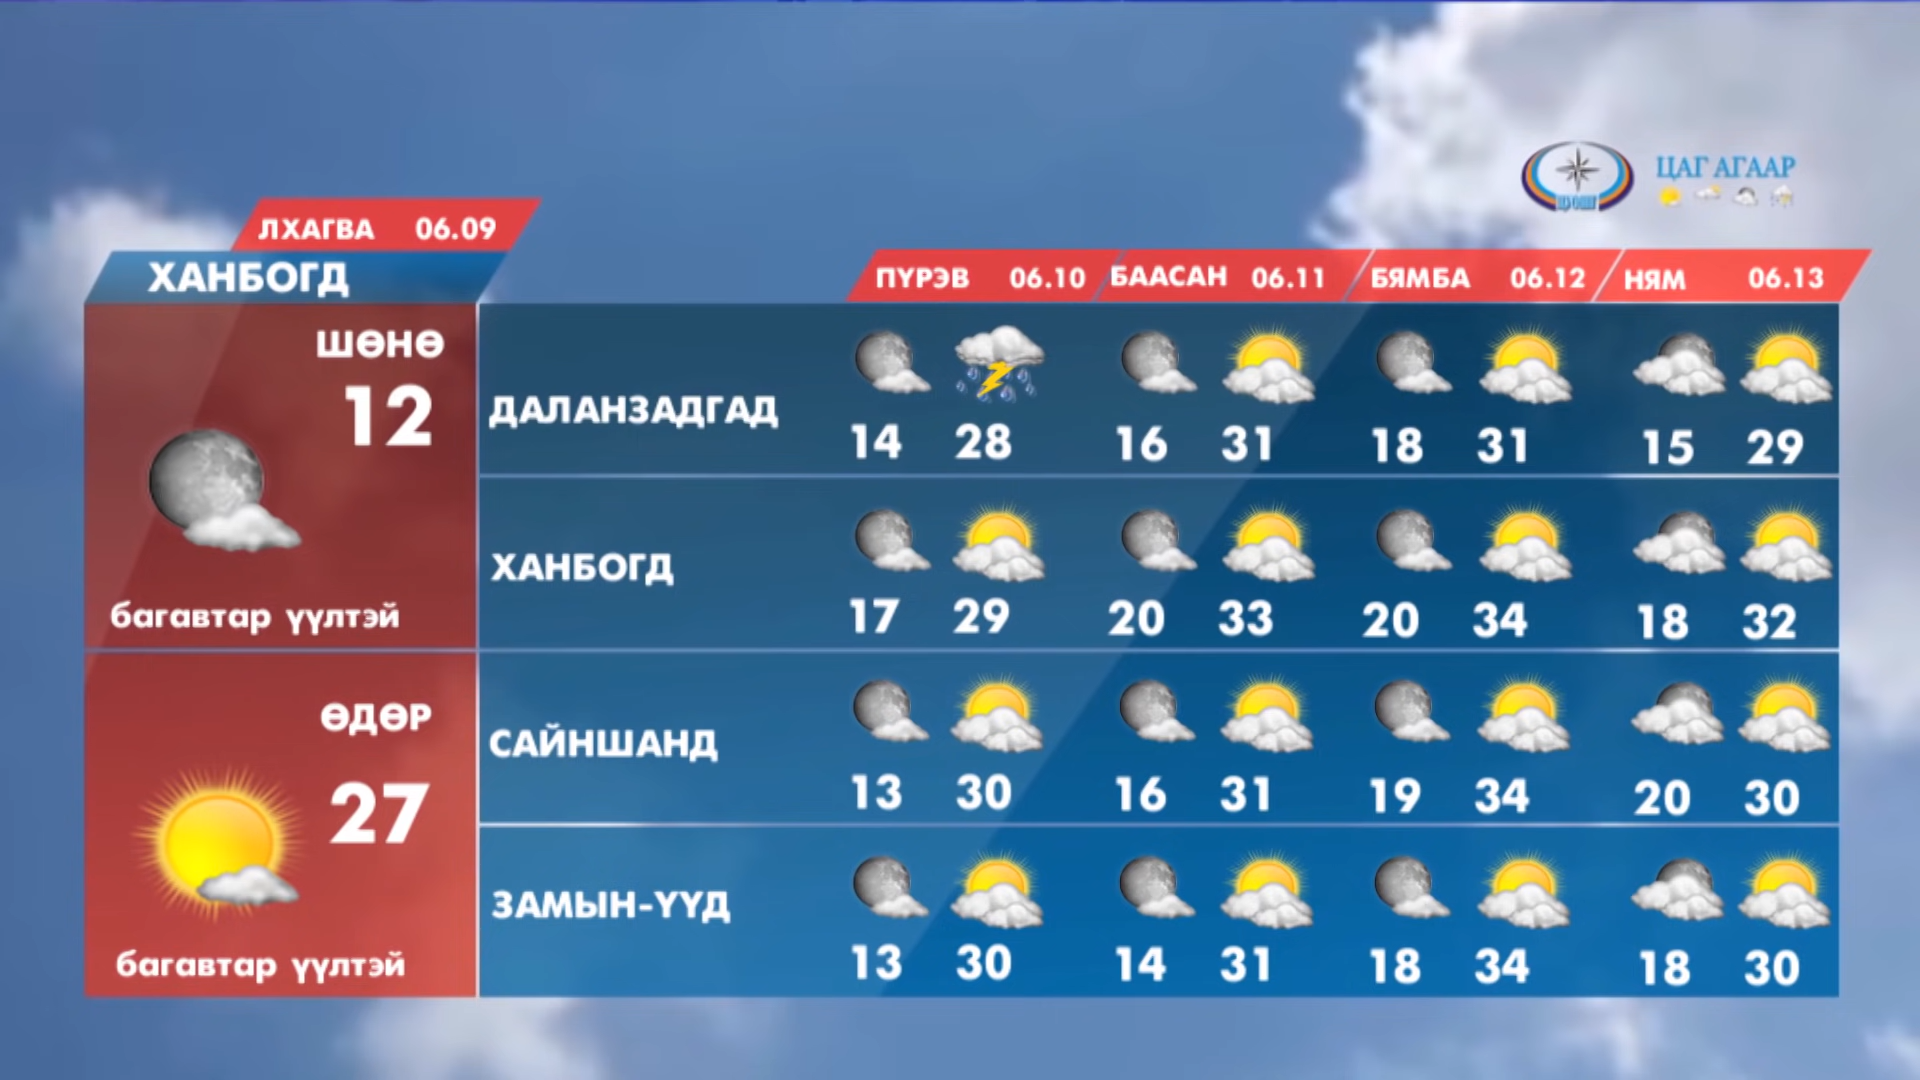 ЦАГ АГААР
ЛХАГВА 06.09
ХАНБОГД
ШӨНӨ
12
багавтар үүлтэй
ӨДӨР
27
багавтар үүлтэй
ПҮРЭВ 06.10 БААСАН 06.11 БЯМБА 06.12 НЯМ 06.13
ДАЛАНЗАДГАД 14 28 16 31 18 31 15 29
ХАНБОГД 17 29 20 33 20 34 18 32
САЙНШАНД 13 30 16 31 19 34 20 30
ЗАМЫН-ҮҮД 13 30 14 31 18 34 18 30